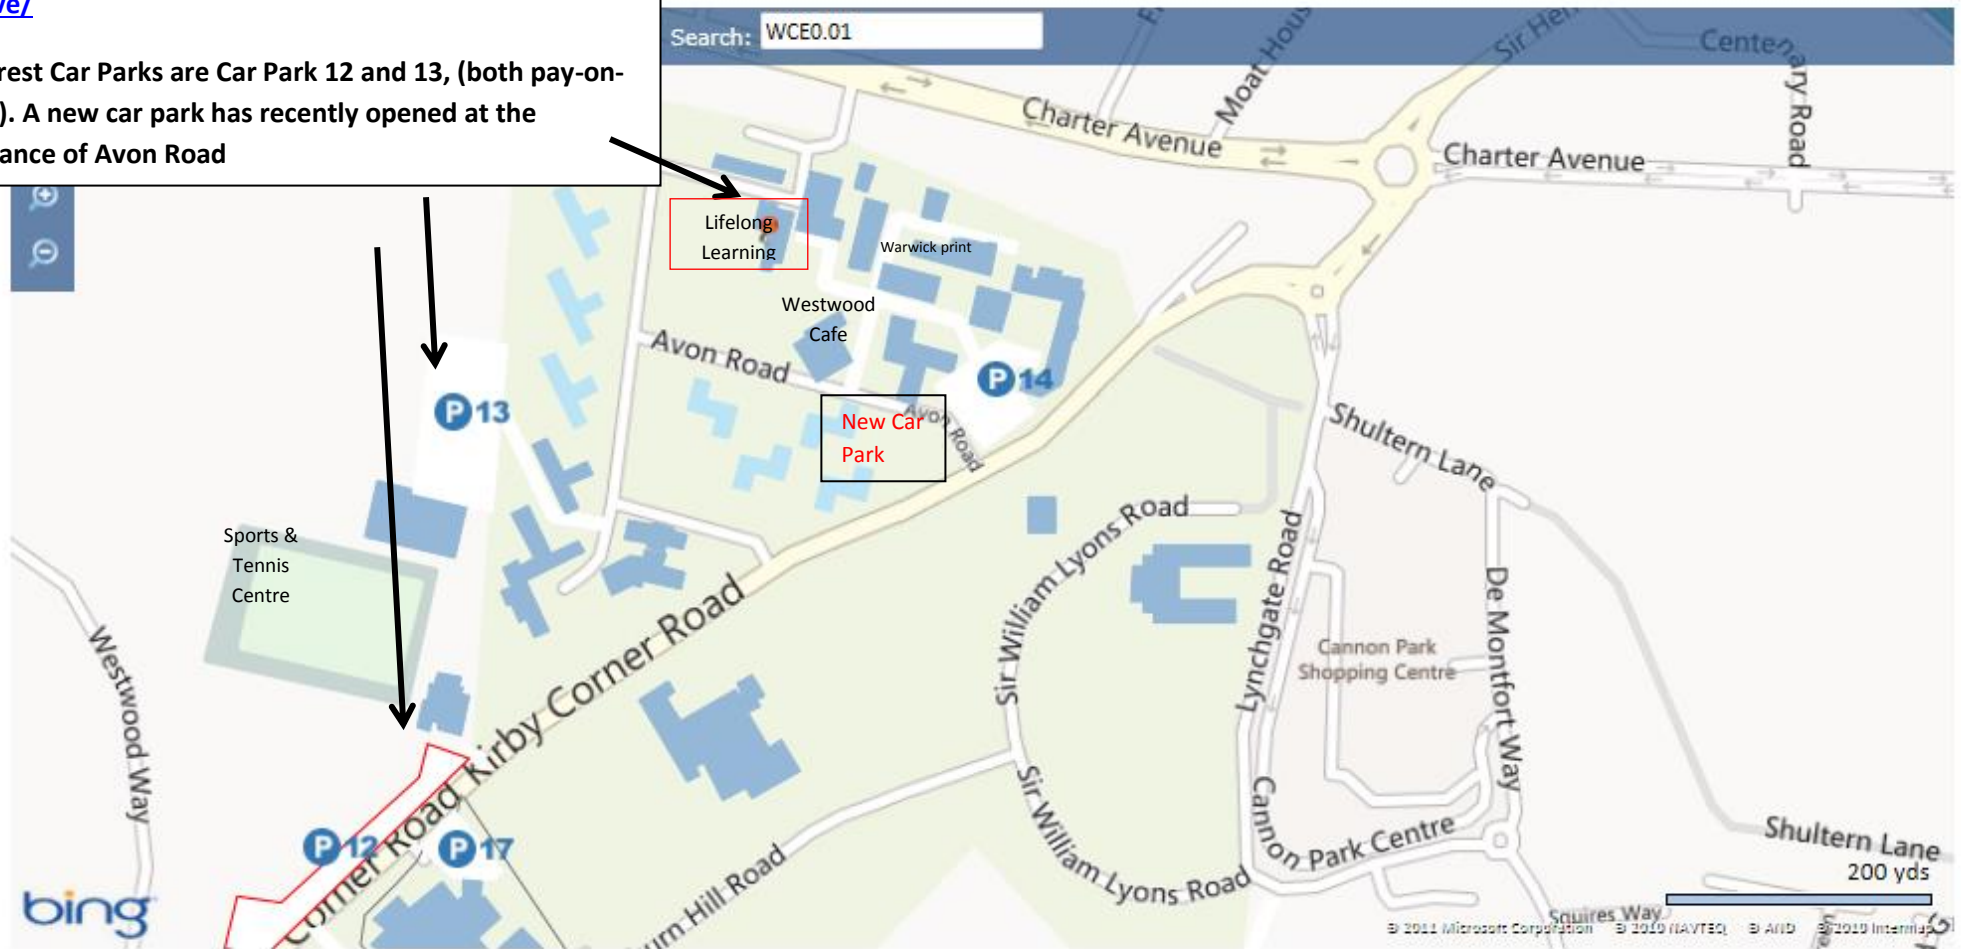 ve/
Search: WCE0.01
rest Car Parks are Car Park 12 and 13, (both pay-on-
). A new car park has recently opened at the
ance of Avon Road
Sir Hen
Centenary Road
Moat Hous
Charter Avenue
Charter Avenue
Lifelong
Learning
Warwick print
Westwood
Cafe
Avon Road
P 14
P 13
New Car
Park
Avon Road
Shultern Lane
Sports &
Tennis
Centre
Sir William Lyons Road
Lynchgate Road
De Montfort Way
Cannon Park
Shopping Centre
Westwood Way
Kirby Corner Road
Sir William Lyons Road
Cannon Park Centre
Shultern Lane
P 12
Corner Road
P 17
urn Hill Road
200 yds
bing
Squires Way
© 2011 Microsoft Corporation © 2010 NAVTEQ © AND © 2010 Intermap